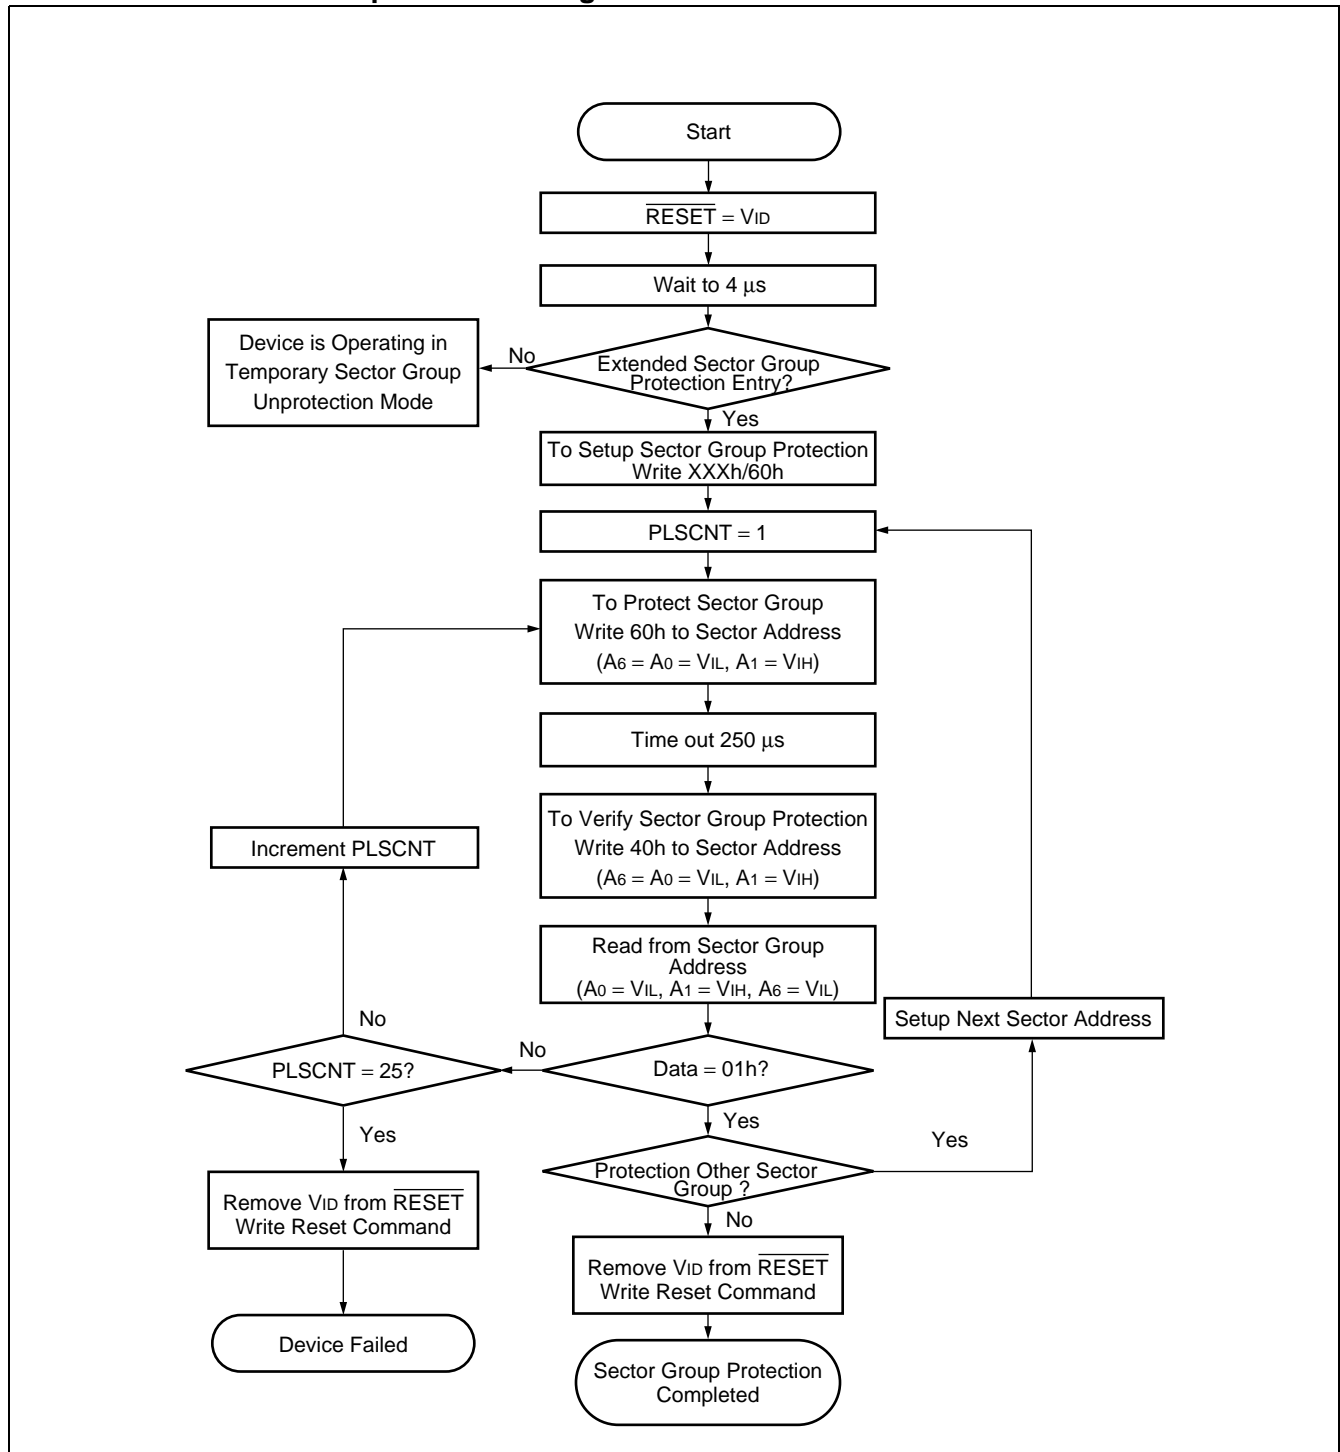 Start
RESET = VID
Wait to 4 μs
Device is Operating in
Temporary Sector Group
Unprotection Mode
No
Extended Sector Group
Protection Entry?
Yes
To Setup Sector Group Protection
Write XXXh/60h
PLSCNT = 1
To Protect Sector Group
Write 60h to Sector Address
(A6 = A0 = VIL, A1 = VIH)
Time out 250 μs
To Verify Sector Group Protection
Write 40h to Sector Address
(A6 = A0 = VIL, A1 = VIH)
Increment PLSCNT
Read from Sector Group
Address
(A0 = VIL, A1 = VIH, A6 = VIL)
Setup Next Sector Address
No
PLSCNT = 25?
No
Data = 01h?
Yes
Yes
Yes
Protection Other Sector
Group ?
No
Remove VID from RESET
Write Reset Command
Remove VID from RESET
Write Reset Command
Device Failed
Sector Group Protection
Completed